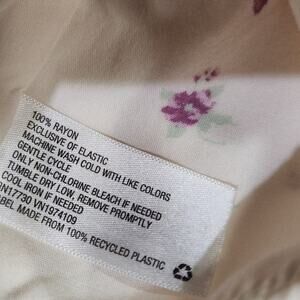 100% RAYON
EXCLUSIVE OF ELASTIC
MACHINE WASH COLD WITH LIKE COLORS
GENTLE CYCLE
ONLY NON-CHLORINE BLEACH IF NEEDED
TUMBLE DRY LOW, REMOVE PROMPTLY
COOL IRON IF NEEDED
N17730 VN1974109
BEL MADE FROM 100% RECYCLED PLASTIC